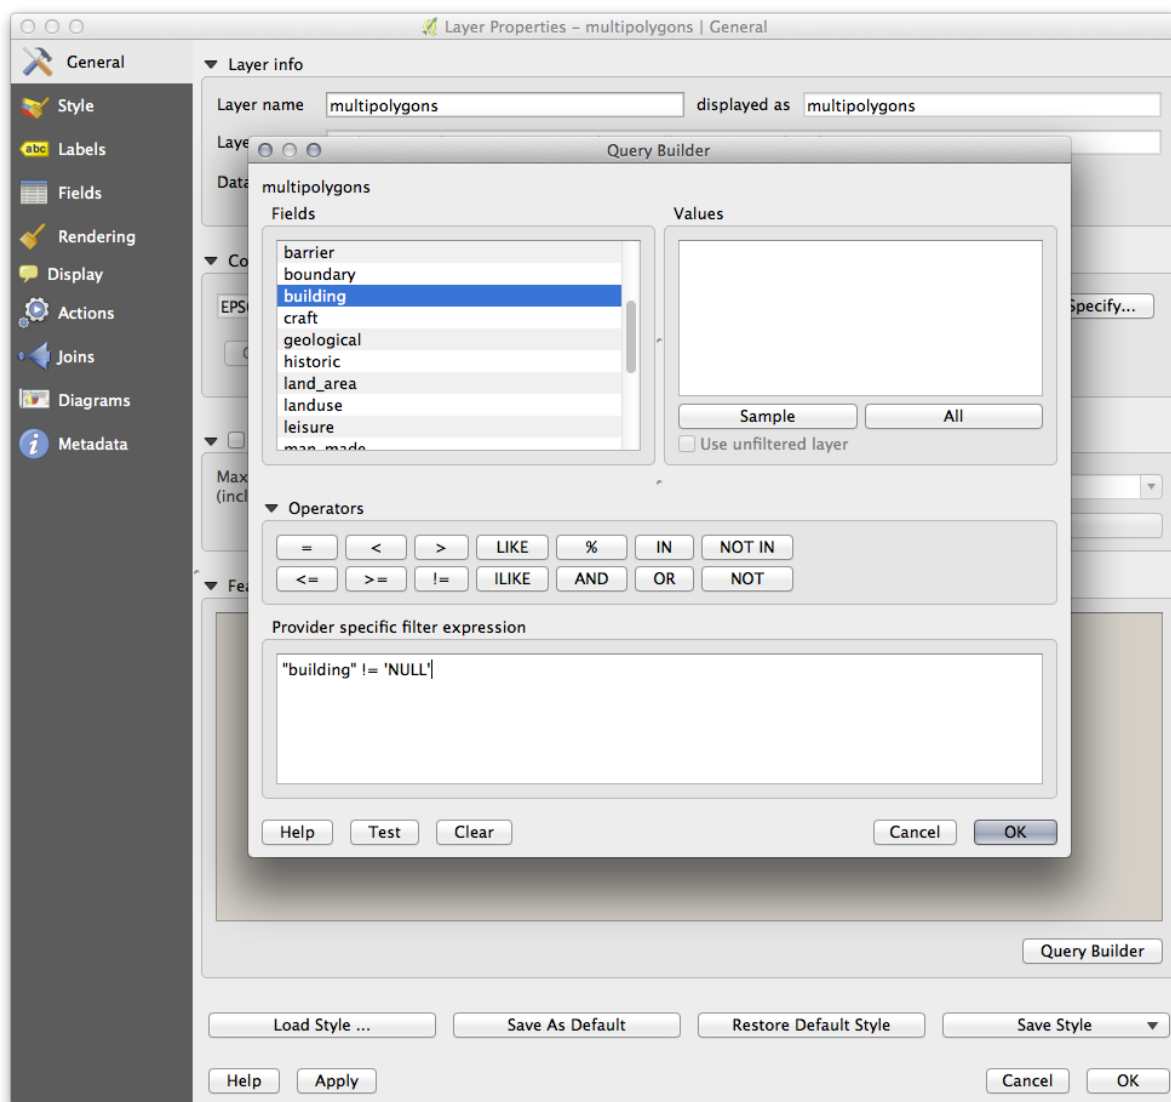 Layer Properties – multipolygons | General
General
Style
abc Labels
Fields
Rendering
Display
Actions
Joins
Diagrams
Metadata
Layer info
Layer name multipolygons displayed as multipolygons
Query Builder
multipolygons
Fields
barrier
boundary
building
craft
geological
historic
land_area
landuse
leisure
man_made
Values
Sample All
Use unfiltered layer
Specify...
Operators
= < > LIKE % IN NOT IN
<= >= != ILIKE AND OR NOT
Provider specific filter expression
"building" != 'NULL'
Help Test Clear Cancel OK
Query Builder
Load Style ... Save As Default Restore Default Style Save Style
Help Apply Cancel OK